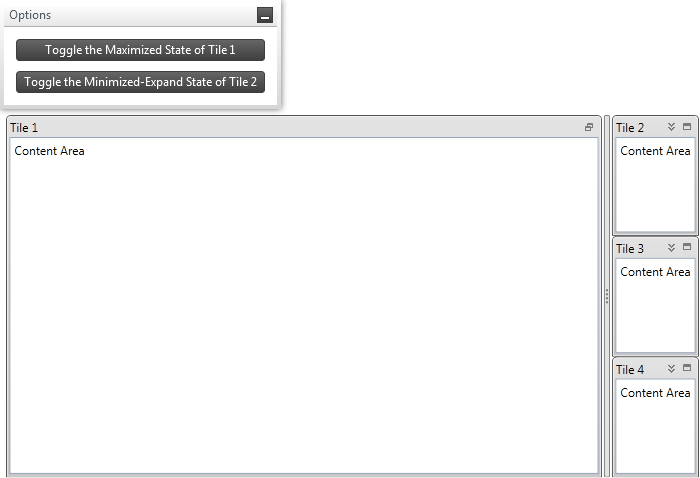 Options
Toggle the Maximized State of Tile 1
Toggle the Minimized-Expand State of Tile 2
Tile 1
Content Area
Tile 2
Content Area
Tile 3
Content Area
Tile 4
Content Area